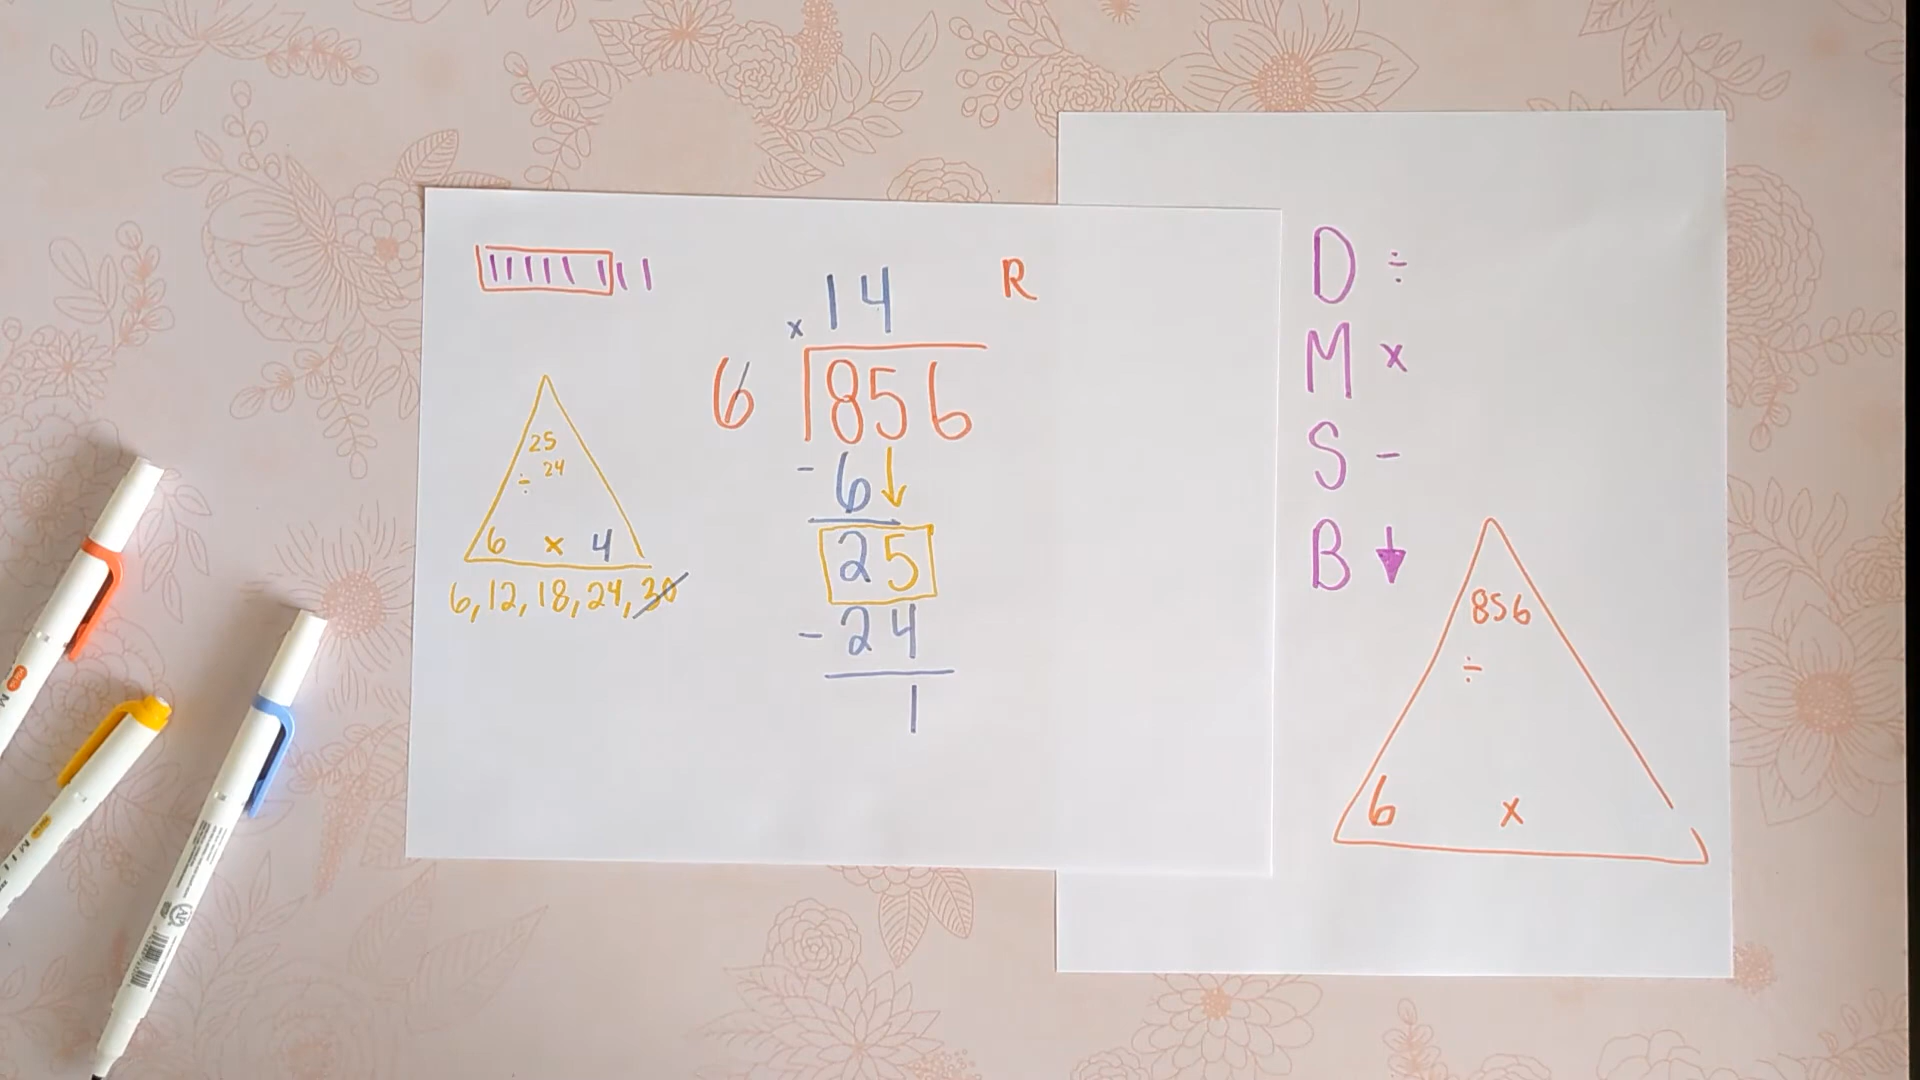 14 R
x
6 856
- 6 ↓
25
- 24
1
25
÷ 24
6 x 4
6, 12, 18, 24, 30
D ÷
M x
S -
B ↓
856
÷
6 x